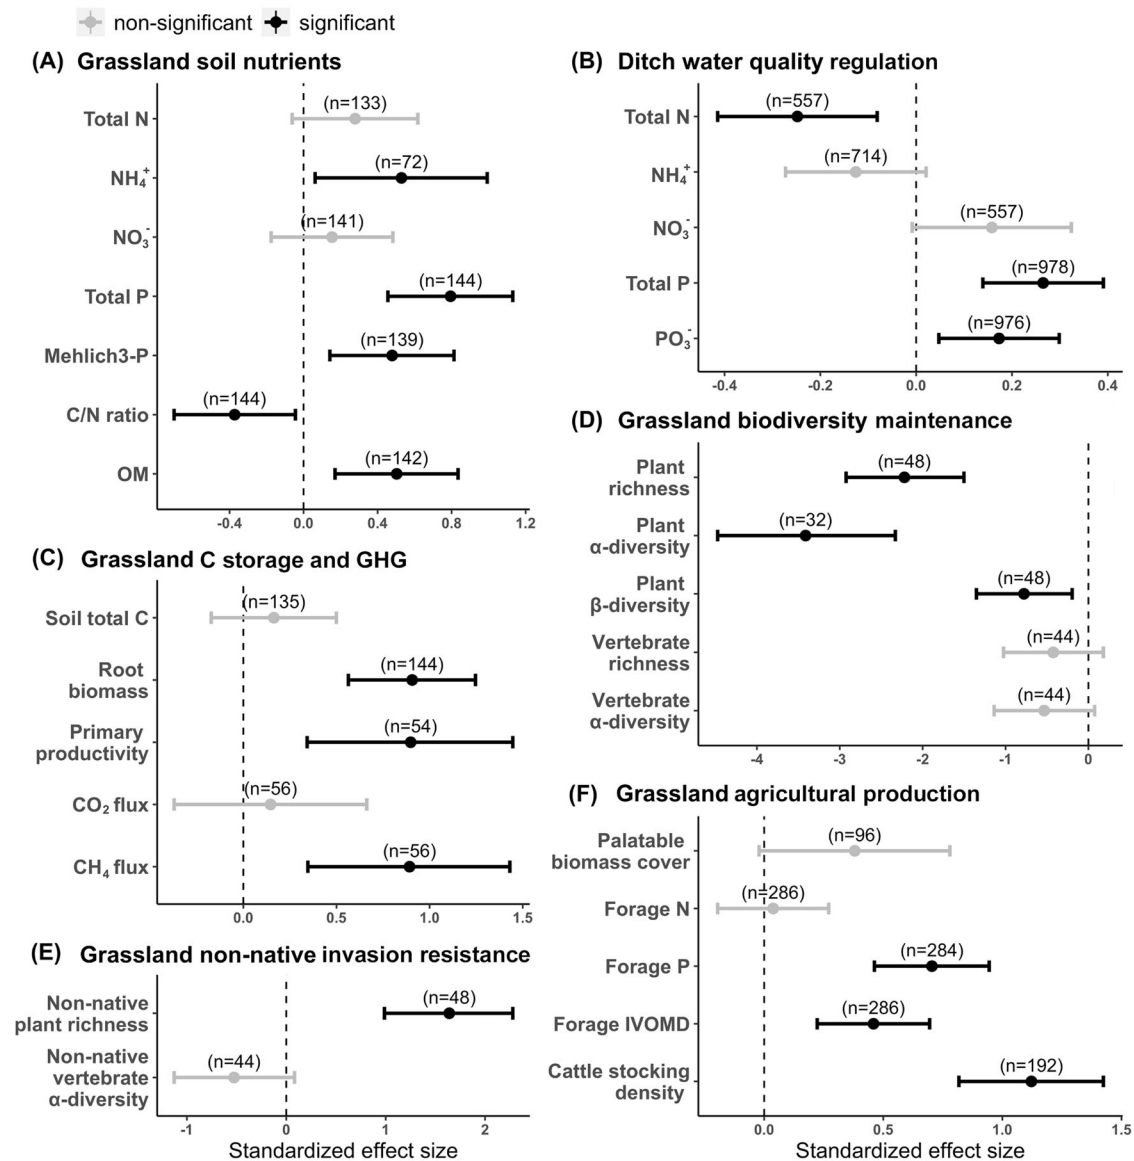 non-significant significant
(A) Grassland soil nutrients
Total N
(n=133)
NH₄⁺
(n=72)
NO₃⁻
(n=141)
Total P
(n=144)
Mehlich3-P
(n=139)
C/N ratio
(n=144)
OM
(n=142)
-0.4 0.0 0.4 0.8 1.2
(B) Ditch water quality regulation
Total N
(n=557)
NH₄⁺
(n=714)
NO₃⁻
(n=557)
Total P
(n=978)
PO₃⁻
(n=976)
-0.4 -0.2 0.0 0.2 0.4
(C) Grassland C storage and GHG
Soil total C
(n=135)
Root
biomass
(n=144)
Primary
productivity
(n=54)
CO₂ flux
(n=56)
CH₄ flux
(n=56)
0.0 0.5 1.0 1.5
(D) Grassland biodiversity maintenance
Plant
richness
(n=48)
Plant
α-diversity
(n=32)
Plant
β-diversity
(n=48)
Vertebrate
richness
(n=44)
Vertebrate
α-diversity
(n=44)
-4 -3 -2 -1 0
(E) Grassland non-native invasion resistance
Non-native
plant richness
(n=48)
Non-native
vertebrate
α-diversity
(n=44)
-1 0 1 2
Standardized effect size
(F) Grassland agricultural production
Palatable
biomass cover
(n=96)
Forage N
(n=286)
Forage P
(n=284)
Forage IVOMD
(n=286)
Cattle stocking
density
(n=192)
0.0 0.5 1.0 1.5
Standardized effect size